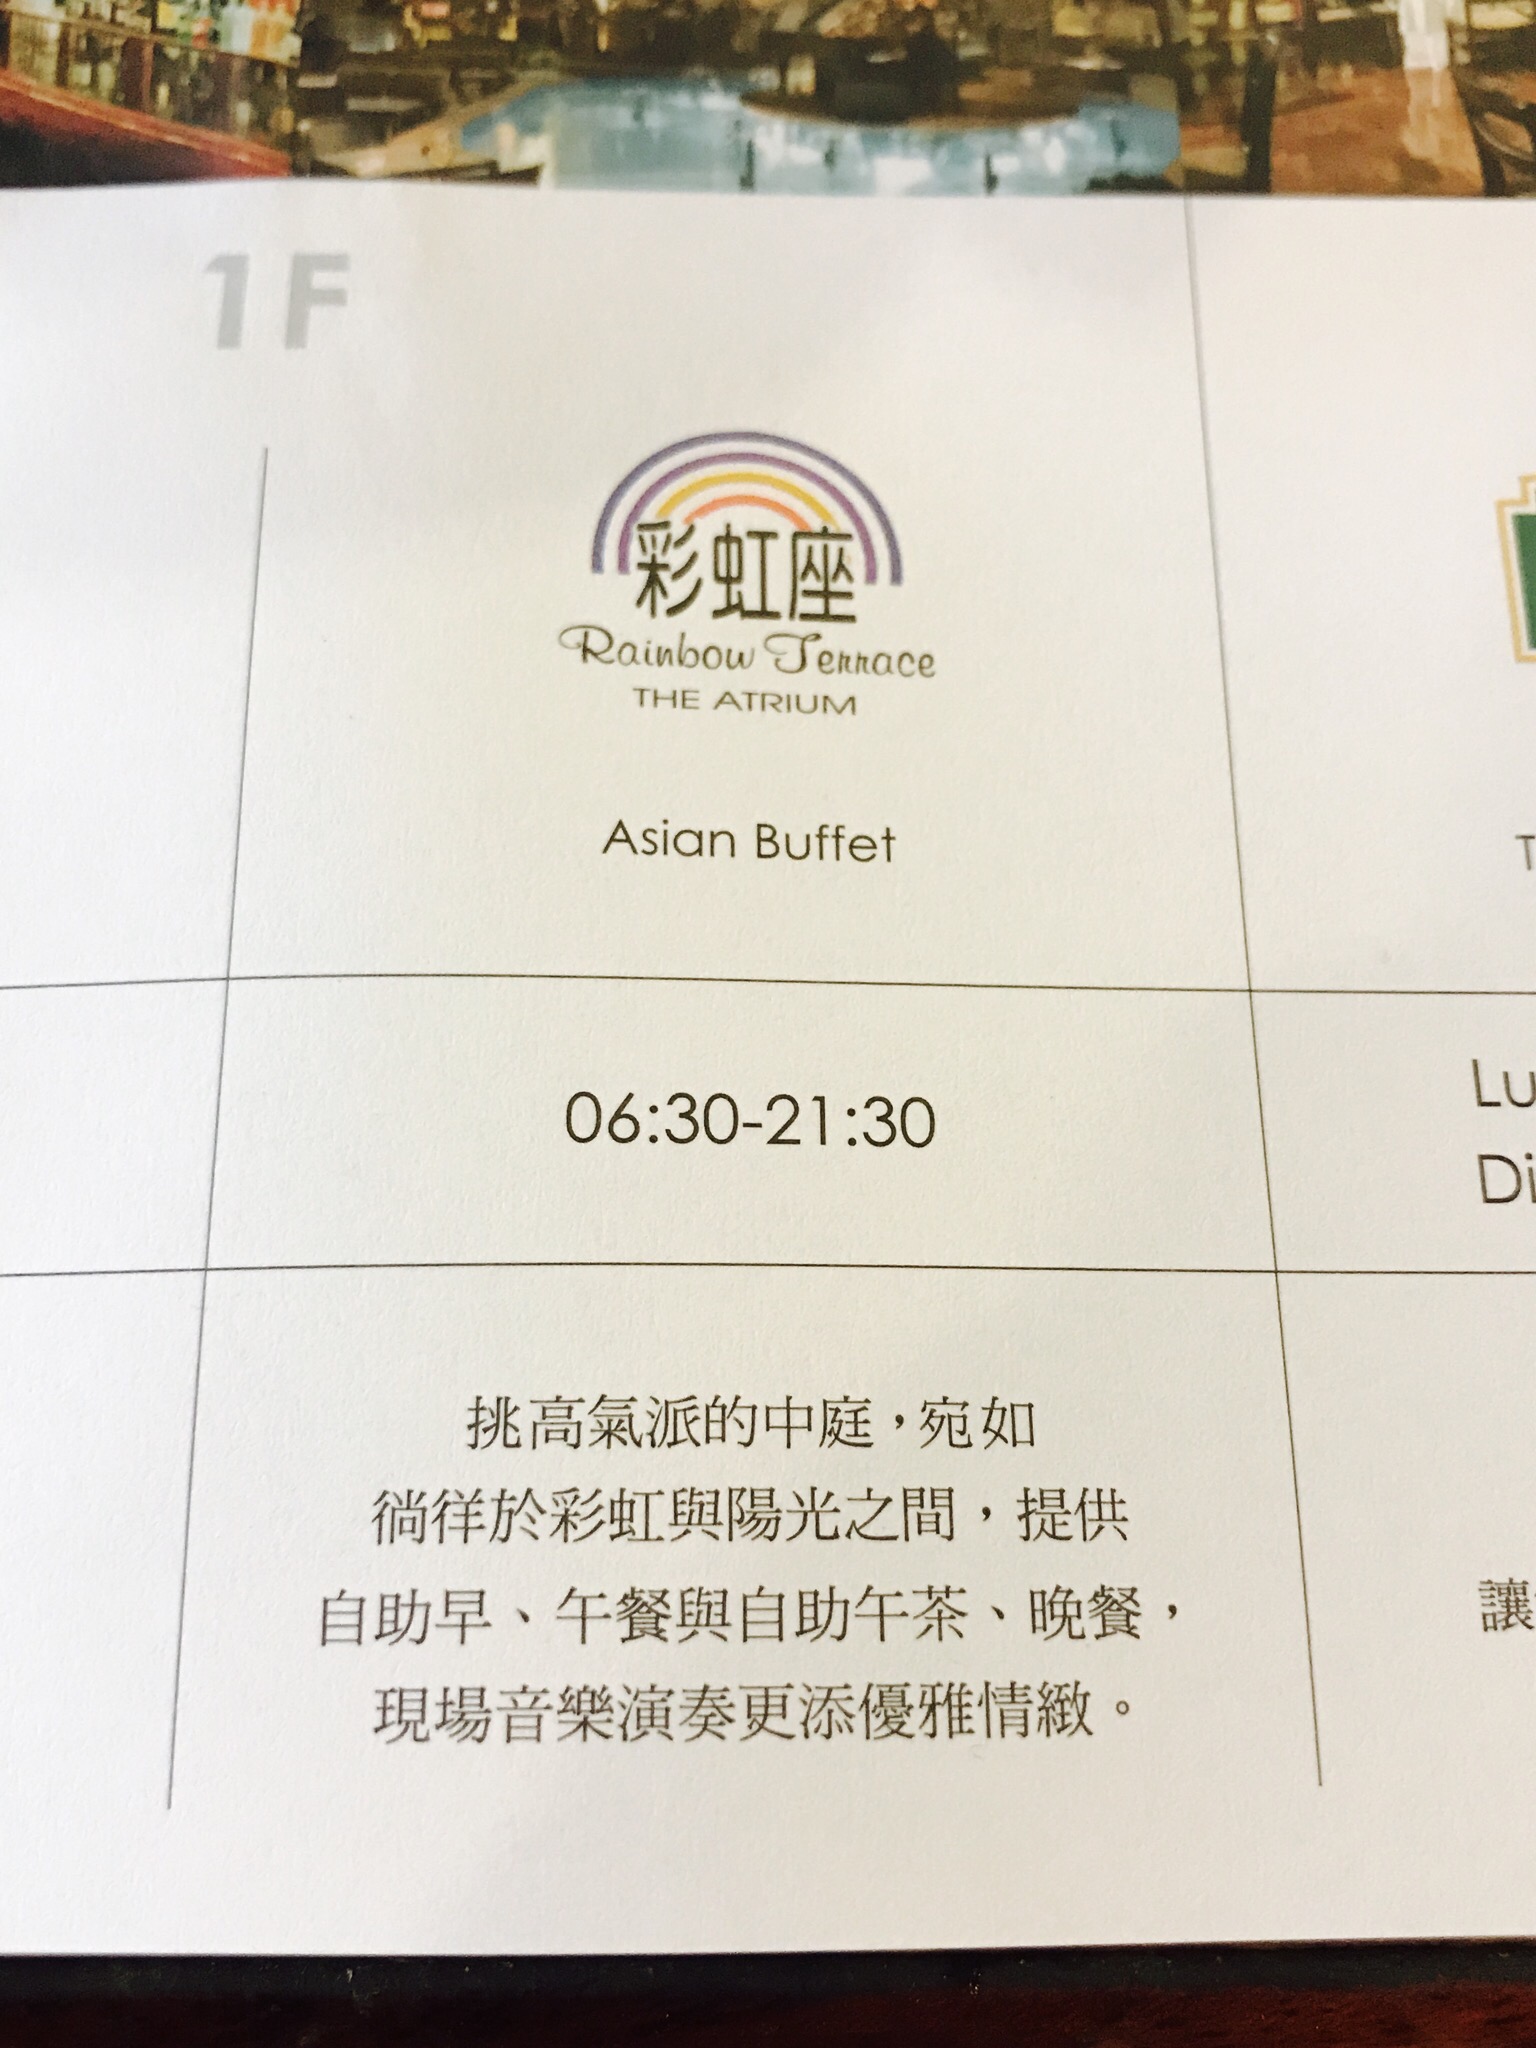 1F
彩虹座
Rainbow Terrace
THE ATRIUM
Asian Buffet
06:30-21:30
Lu
Di
挑高氣派的中庭，宛如
徜徉於彩虹與陽光之間，提供
自助早、午餐與自助午茶、晚餐，
現場音樂演奏更添優雅情緻。
T
讓